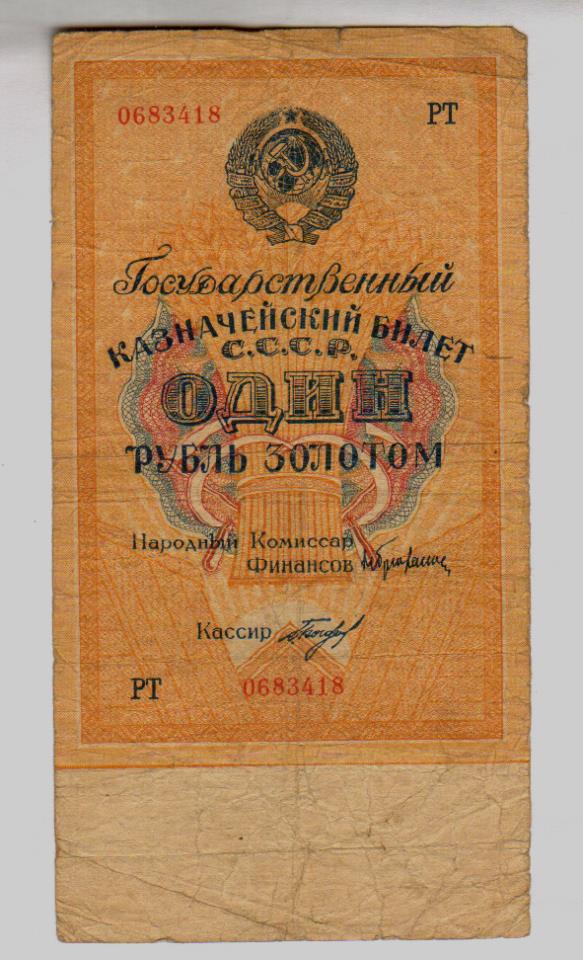 0683418 РТ
Государственный
КАЗНАЧЕЙСКИЙ БИЛЕТ
С.С.С.Р.
ОДИН
РУБЛЬ ЗОЛОТОМ
Народный Комиссар
Финансов
Кассир
РТ 0683418